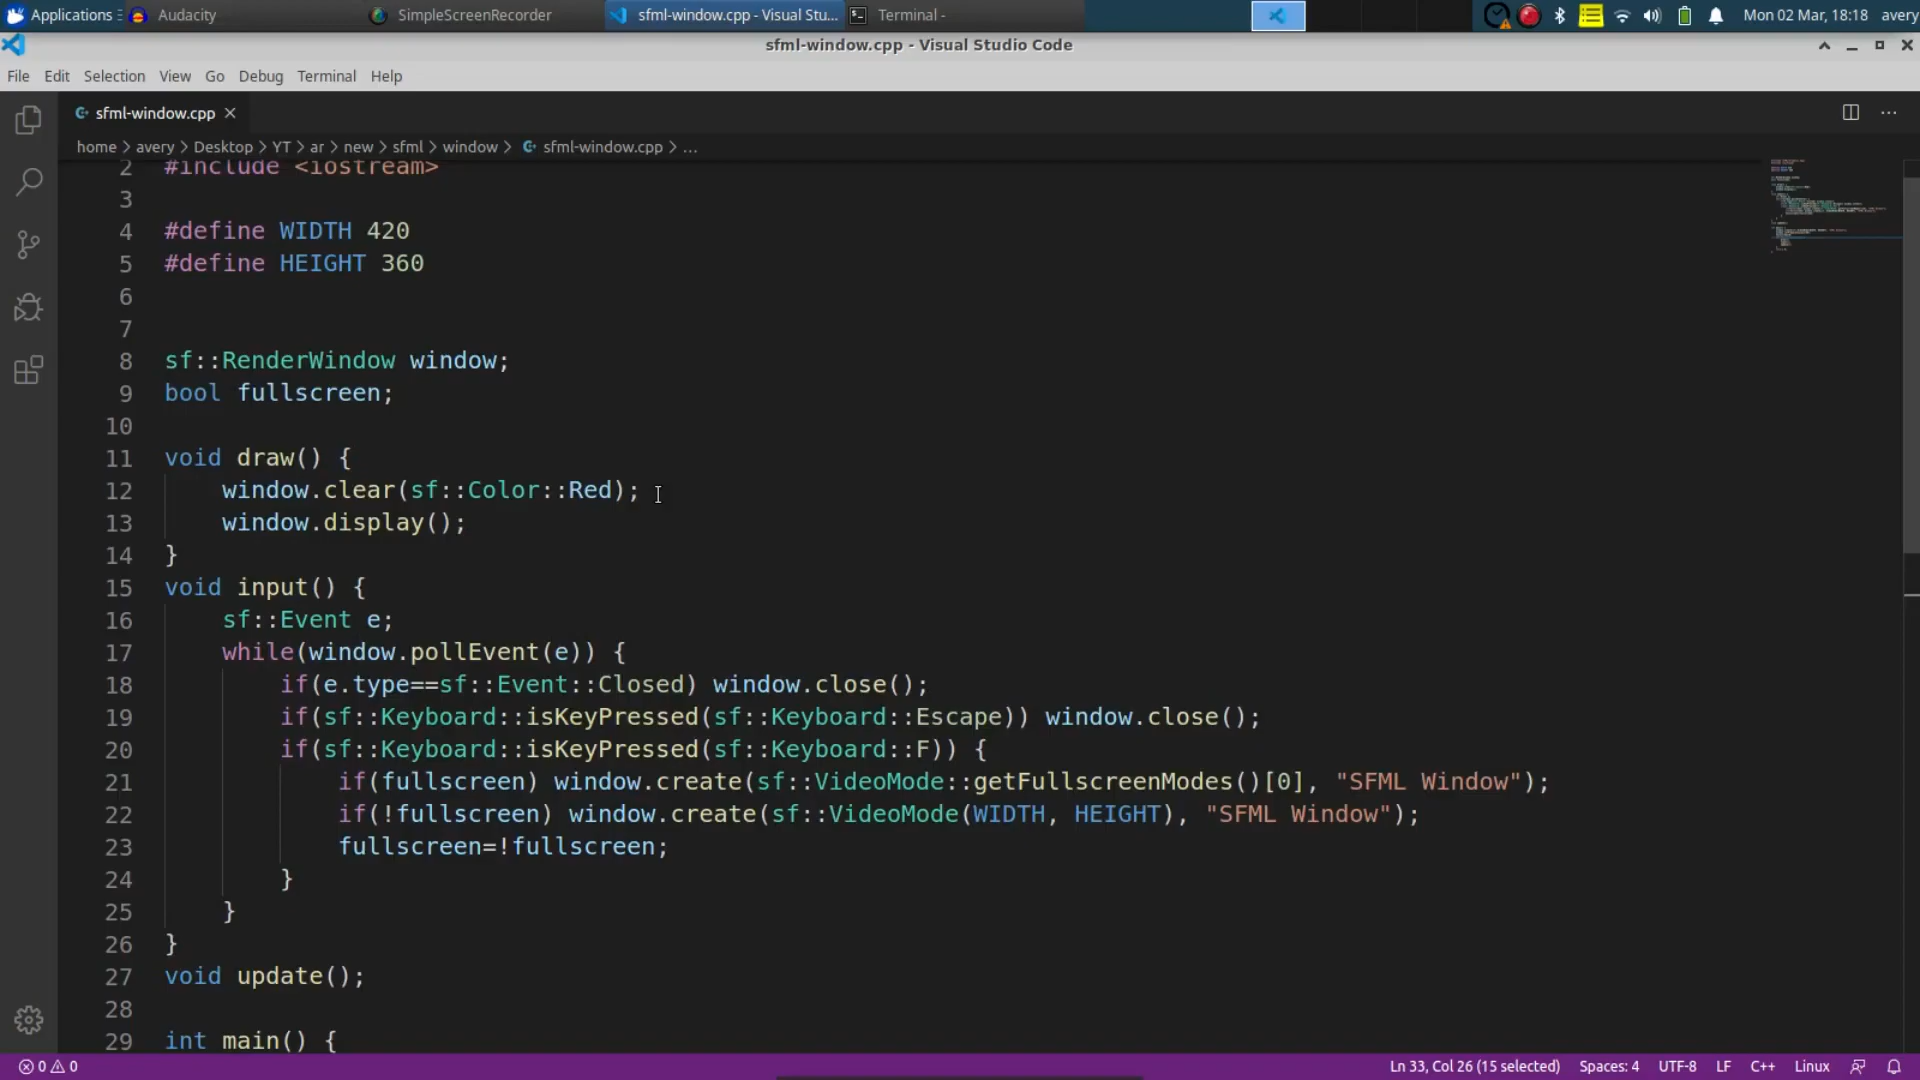 Applications
Audacity
SimpleScreenRecorder
sfml-window.cpp - Visual Stu...
Terminal -
Mon 02 Mar, 18:18
avery
sfml-window.cpp - Visual Studio Code
File Edit Selection View Go Debug Terminal Help
sfml-window.cpp
home > avery > Desktop > YT > ar > new > sfml > window > sfml-window.cpp > ...
2 #include <iostream>
3
4 #define WIDTH 420
5 #define HEIGHT 360
6
7
8 sf::RenderWindow window;
9 bool fullscreen;
10
11 void draw() {
12 window.clear(sf::Color::Red);
13 window.display();
14 }
15 void input() {
16 sf::Event e;
17 while(window.pollEvent(e)) {
18 if(e.type==sf::Event::Closed) window.close();
19 if(sf::Keyboard::isKeyPressed(sf::Keyboard::Escape)) window.close();
20 if(sf::Keyboard::isKeyPressed(sf::Keyboard::F)) {
21 if(fullscreen) window.create(sf::VideoMode::getFullscreenModes()[0], "SFML Window");
22 if(!fullscreen) window.create(sf::VideoMode(WIDTH, HEIGHT), "SFML Window");
23 fullscreen=!fullscreen;
24 }
25 }
26 }
27 void update();
28
29 int main() {
0 0
Ln 33, Col 26 (15 selected) Spaces: 4 UTF-8 LF C++ Linux